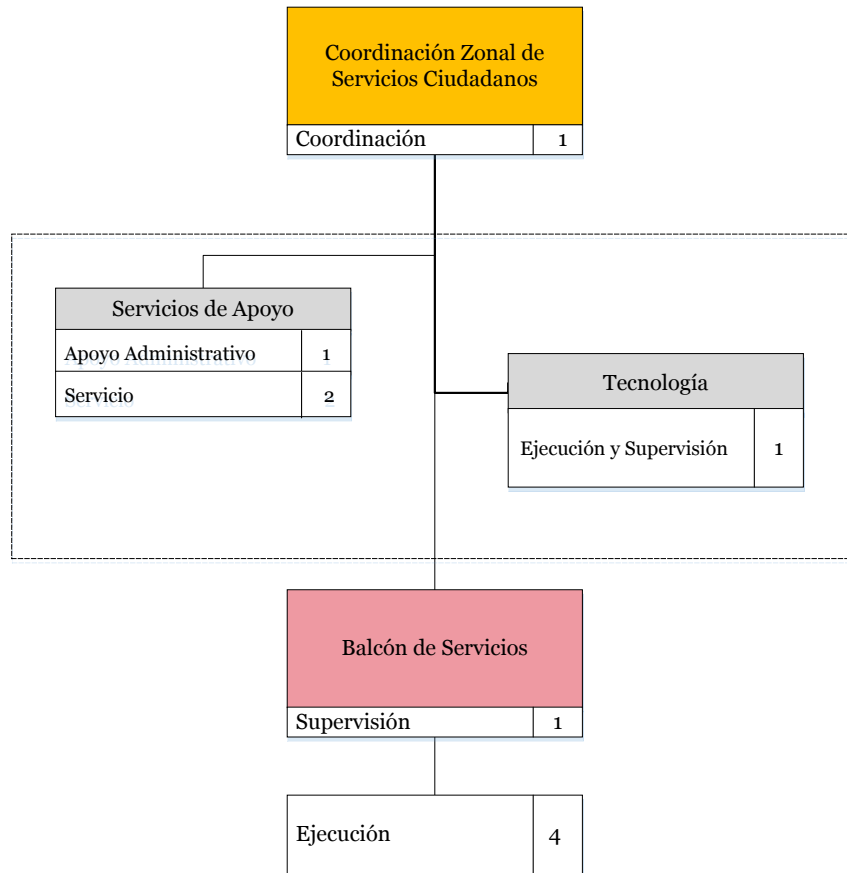 Coordinación Zonal de
Servicios Ciudadanos
Coordinación 1
Servicios de Apoyo
Apoyo Administrativo 1
Servicio 2
Tecnología
Ejecución y Supervisión 1
Balcón de Servicios
Supervisión 1
Ejecución 4